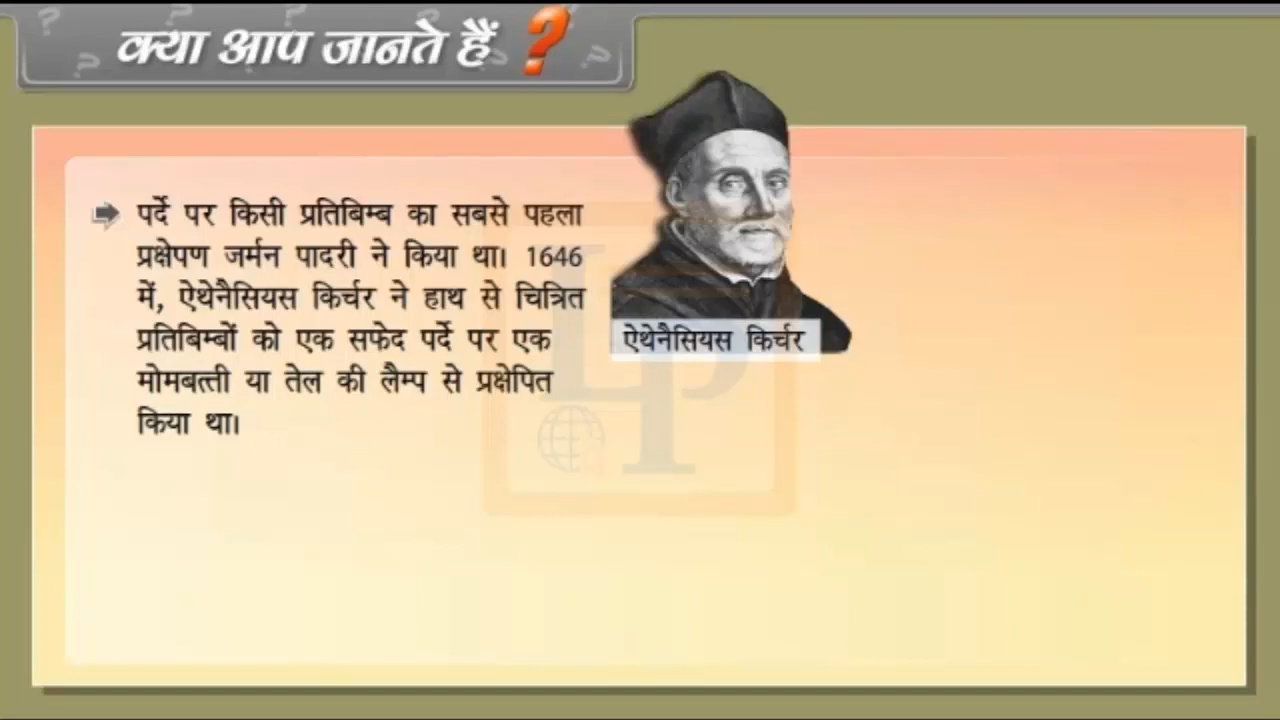 क्या आप जानते हैं ?
पर्दे पर किसी प्रतिबिम्ब का सबसे पहला
प्रक्षेपण जर्मन पादरी ने किया था। 1646
में, ऐथेनैसियस किर्चर ने हाथ से चित्रित
प्रतिबिम्बों को एक सफेद पर्दे पर एक
मोमबत्ती या तेल की लैम्प से प्रक्षेपित
किया था।
ऐथेनैसियस किर्चर
LP